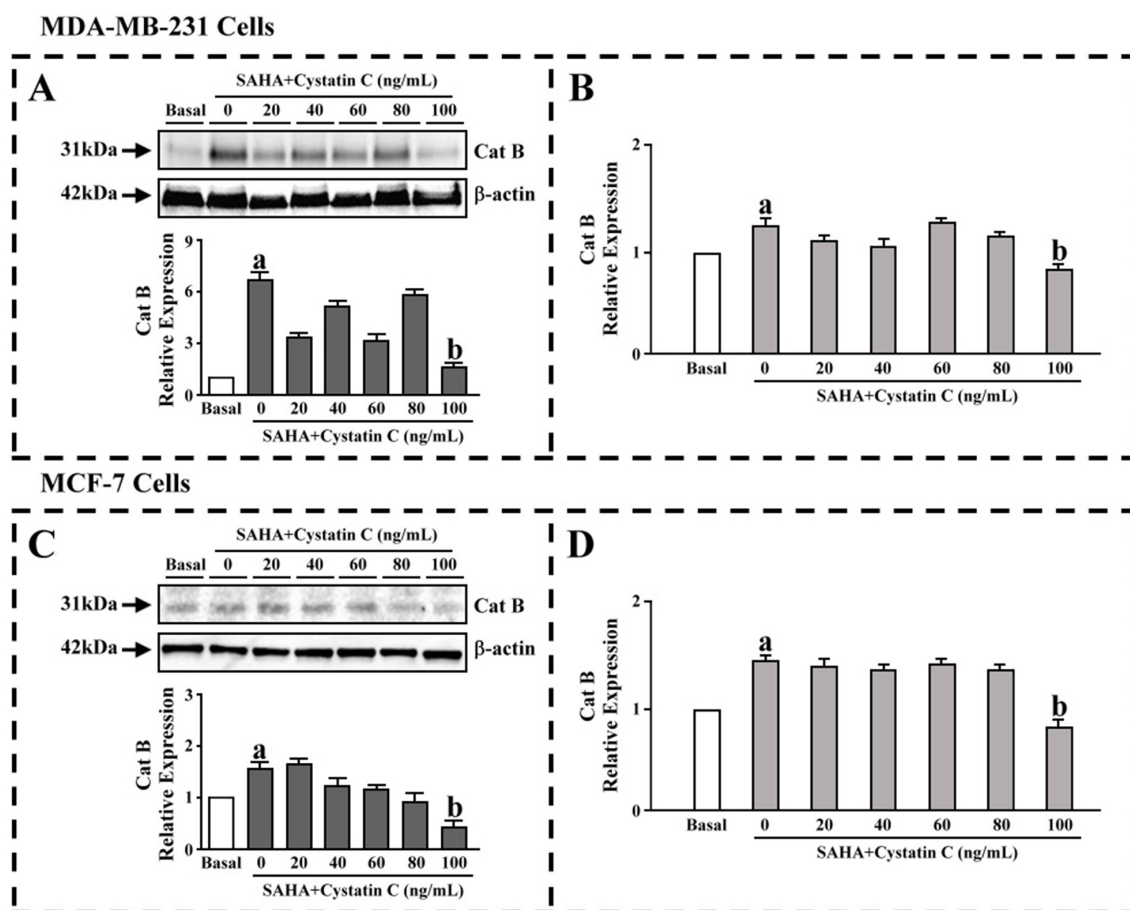 MDA-MB-231 Cells
A
SAHA+Cystatin C (ng/mL)
Basal 0 20 40 60 80 100
31kDa Cat B
42kDa β-actin
9
6
3
0
Cat B
Relative Expression
a
b
Basal 0 20 40 60 80 100
SAHA+Cystatin C (ng/mL)
B
2
1
0
Cat B
Relative Expression
a
b
Basal 0 20 40 60 80 100
SAHA+Cystatin C (ng/mL)
MCF-7 Cells
C
SAHA+Cystatin C (ng/mL)
Basal 0 20 40 60 80 100
31kDa Cat B
42kDa β-actin
3
2
1
0
Cat B
Relative Expression
a
b
Basal 0 20 40 60 80 100
SAHA+Cystatin C (ng/mL)
D
2
1
0
Cat B
Relative Expression
a
b
Basal 0 20 40 60 80 100
SAHA+Cystatin C (ng/mL)